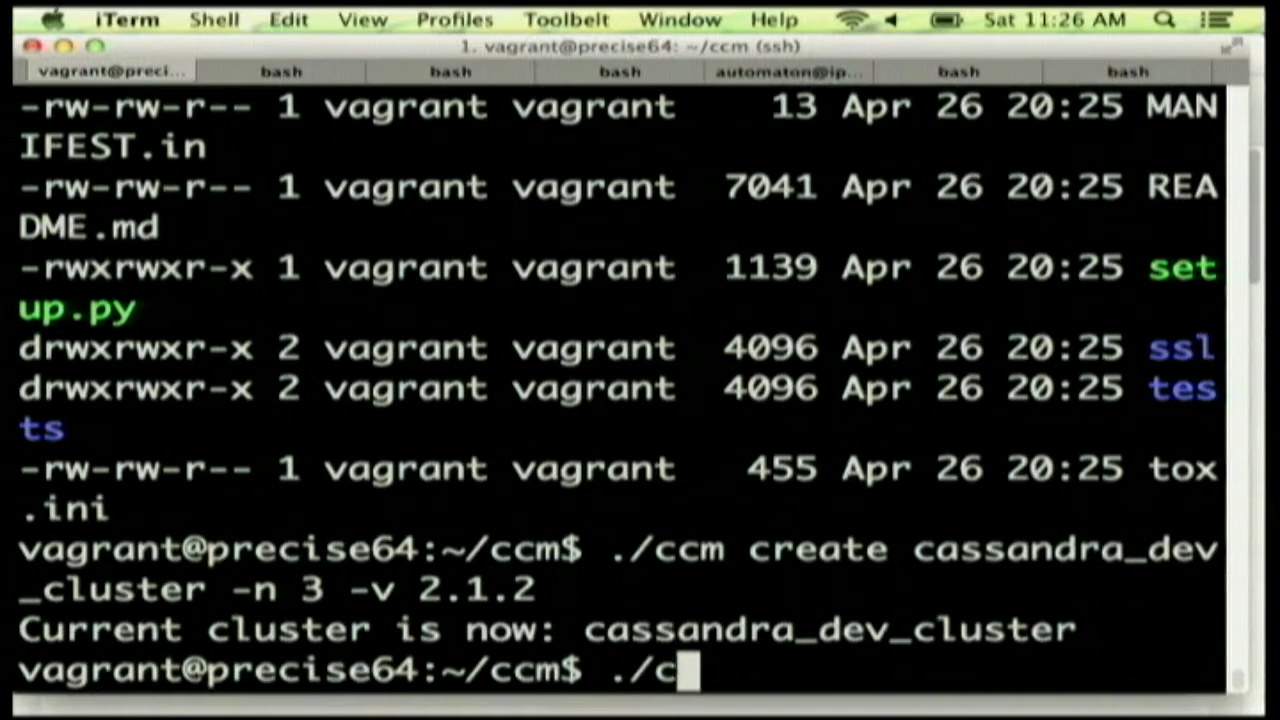 iTerm Shell Edit View Profiles Toolbelt Window Help Sat 11:26 AM
1. vagrant@precise64: ~/ccm (ssh)
vagrant@preci... bash bash bash automaton@ip... bash bash
-rw-rw-r-- 1 vagrant vagrant 13 Apr 26 20:25 MAN
IFEST.in
-rw-rw-r-- 1 vagrant vagrant 7041 Apr 26 20:25 REA
DME.md
-rwxrwxr-x 1 vagrant vagrant 1139 Apr 26 20:25 set
up.py
drwxrwxr-x 2 vagrant vagrant 4096 Apr 26 20:25 ssl
drwxrwxr-x 2 vagrant vagrant 4096 Apr 26 20:25 tes
ts
-rw-rw-r-- 1 vagrant vagrant 455 Apr 26 20:25 tox
.ini
vagrant@precise64:~/ccm$ ./ccm create cassandra_dev
_cluster -n 3 -v 2.1.2
Current cluster is now: cassandra_dev_cluster
vagrant@precise64:~/ccm$ ./c